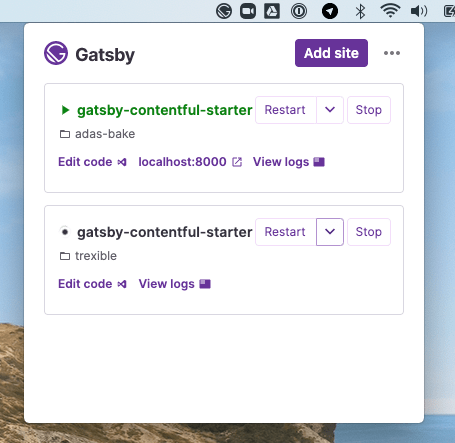 Gatsby
Add site
gatsby-contentful-starter
Restart
Stop
adas-bake
Edit code
localhost:8000
View logs
gatsby-contentful-starter
Restart
Stop
trexible
Edit code
View logs